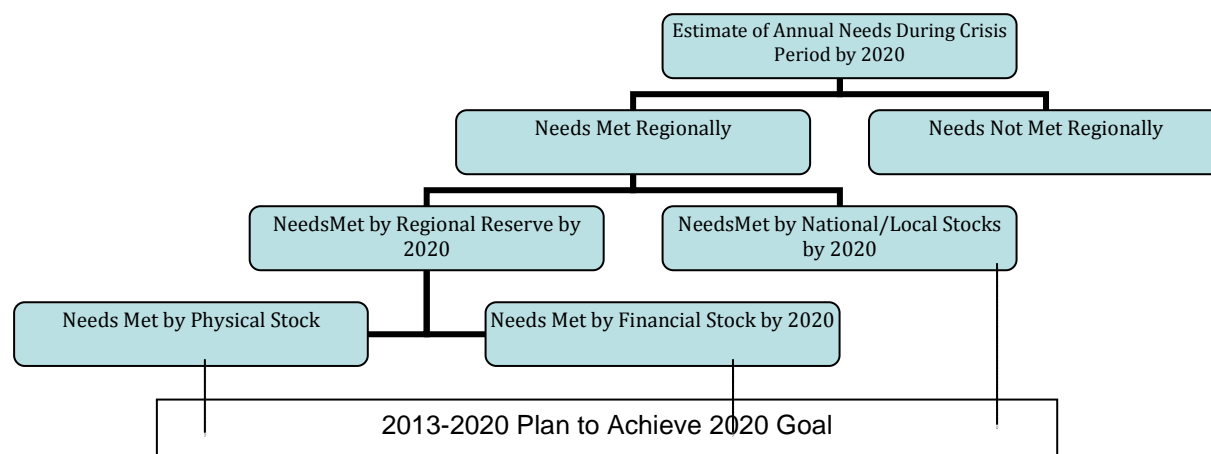 Estimate of Annual Needs During Crisis
Period by 2020
Needs Met Regionally
Needs Not Met Regionally
NeedsMet by Regional Reserve by
2020
NeedsMet by National/Local Stocks
by 2020
Needs Met by Physical Stock
Needs Met by Financial Stock by 2020
2013-2020 Plan to Achieve 2020 Goal